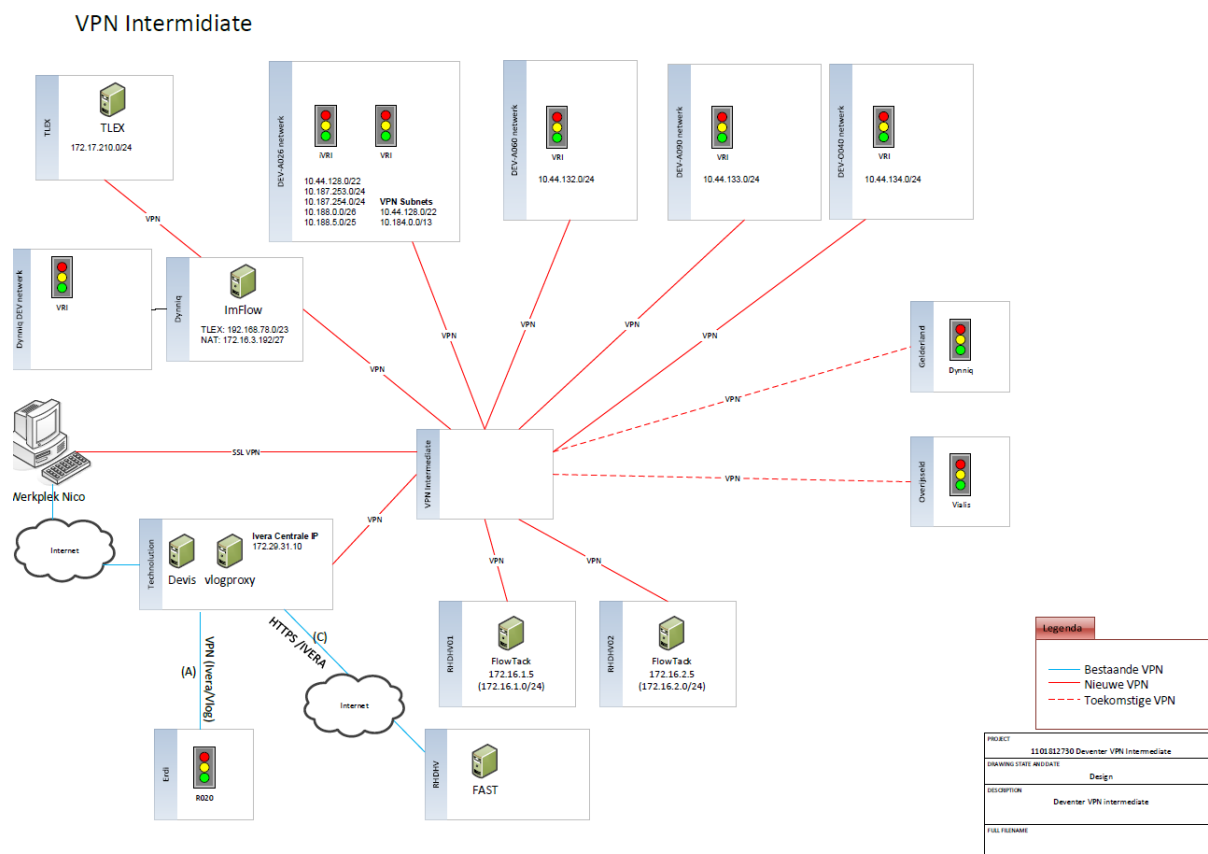 VPN Intermidiate
TLEX
TLEX
172.17.210.0/24
DEV-A026 netwerk
iVRI
VRI
10.44.128.0/22
10.187.253.0/24
10.187.254.0/24
10.188.0.0/26
10.188.5.0/25
VPN Subnets
10.44.128.0/22
10.184.0.0/13
DEV-A060 netwerk
VRI
10.44.132.0/24
DEV-A090 netwerk
VRI
10.44.133.0/24
DEV-O040 netwerk
VRI
10.44.134.0/24
VPN
Dynniq DEV netwerk
VRI
Dynniq
ImFlow
TLEX: 192.168.78.0/23
NAT: 172.16.3.192/27
VPN
VPN
VPN
VPN
VPN
Gelderland
Dynniq
VPN
Werkplek Nico
SSL VPN
VPN Intermediate
VPN
Overijsseld
Vialis
Internet
Technolution
Devis
vlogproxy
Ivera Centrale IP
172.29.31.10
VPN
VPN
VPN
RHDHV01
FlowTack
172.16.1.5
(172.16.1.0/24)
RHDHV02
FlowTack
172.16.2.5
(172.16.2.0/24)
(A)
VPN (Ivera/Vlog)
(C)
HTTPS /IVERA
Internet
Erdi
R020
RHDHV
FAST
Legenda
Bestaande VPN
Nieuwe VPN
Toekomstige VPN
PROJECT
1101812730 Deventer VPN Intermediate
DRAWING STATE AND DATE
Design
DESCRIPTION
Deventer VPN intermediate
FULL FILENAME